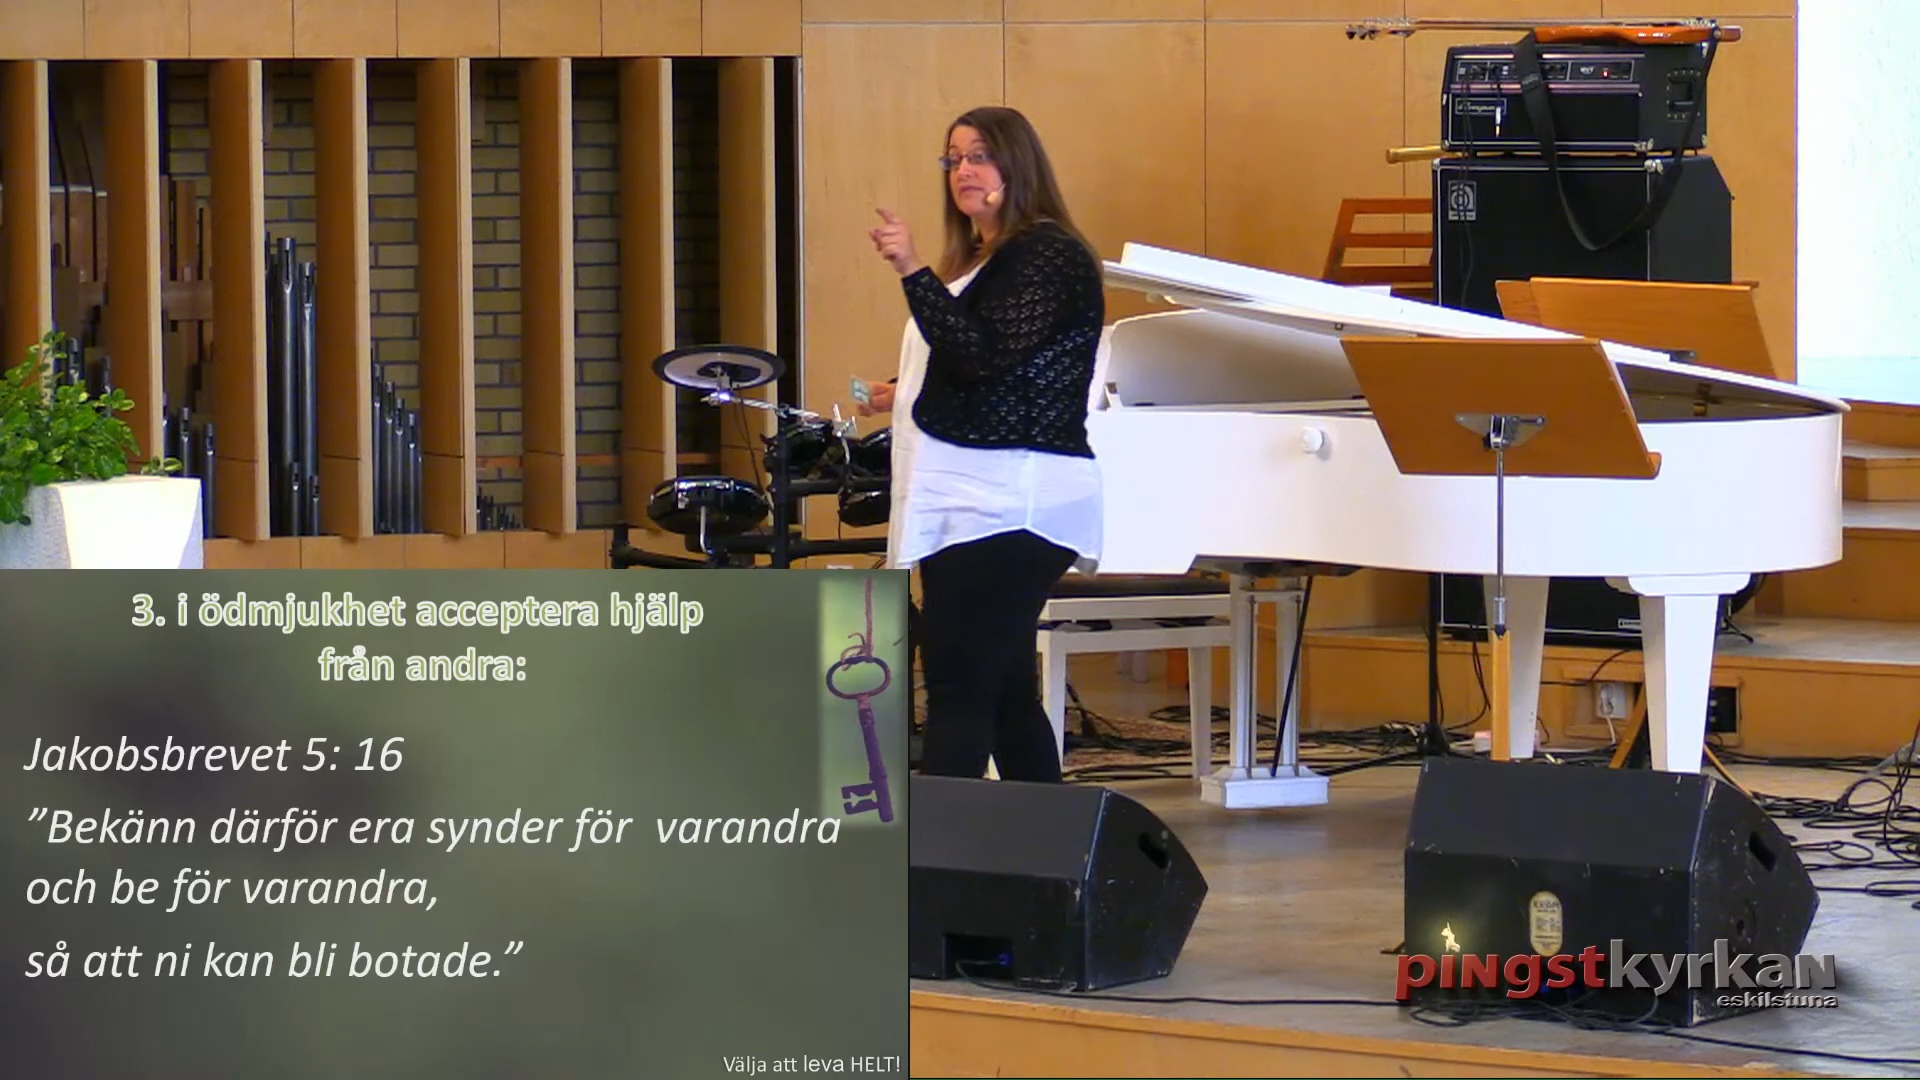 3. i ödmjukhet acceptera hjälp
från andra:
Jakobsbrevet 5: 16
”Bekänn därför era synder för varandra
och be för varandra,
så att ni kan bli botade.”
Välja att leva HELT!
pingstkyrkan
eskilstuna